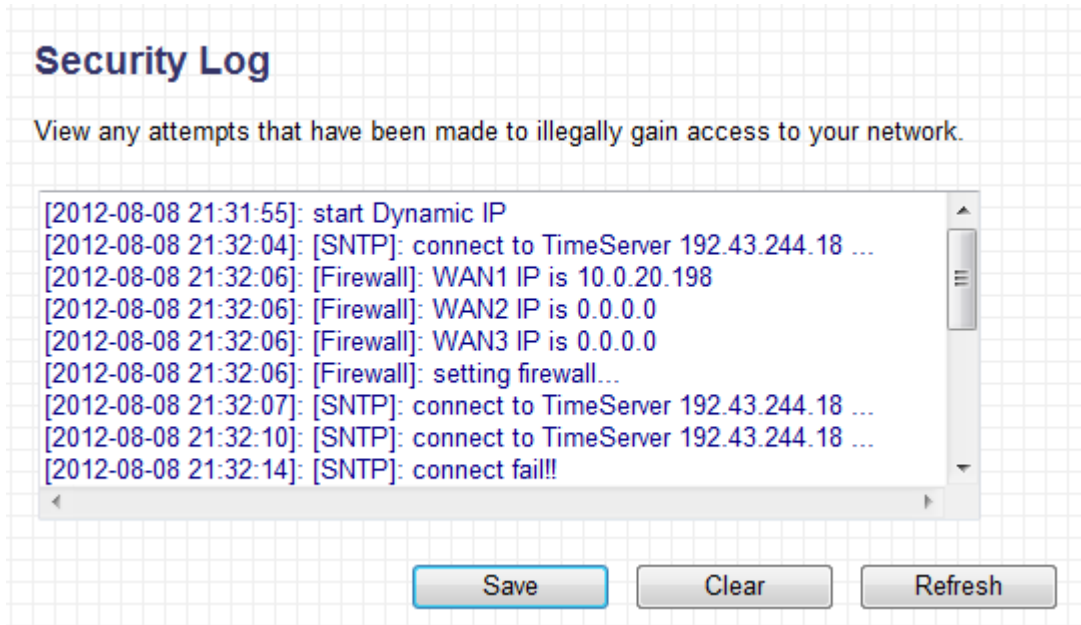 Security Log
View any attempts that have been made to illegally gain access to your network.
[2012-08-08 21:31:55]: start Dynamic IP
[2012-08-08 21:32:04]: [SNTP]: connect to TimeServer 192.43.244.18 ...
[2012-08-08 21:32:06]: [Firewall]: WAN1 IP is 10.0.20.198
[2012-08-08 21:32:06]: [Firewall]: WAN2 IP is 0.0.0.0
[2012-08-08 21:32:06]: [Firewall]: WAN3 IP is 0.0.0.0
[2012-08-08 21:32:06]: [Firewall]: setting firewall...
[2012-08-08 21:32:07]: [SNTP]: connect to TimeServer 192.43.244.18 ...
[2012-08-08 21:32:10]: [SNTP]: connect to TimeServer 192.43.244.18 ...
[2012-08-08 21:32:14]: [SNTP]: connect fail!!
Save Clear Refresh